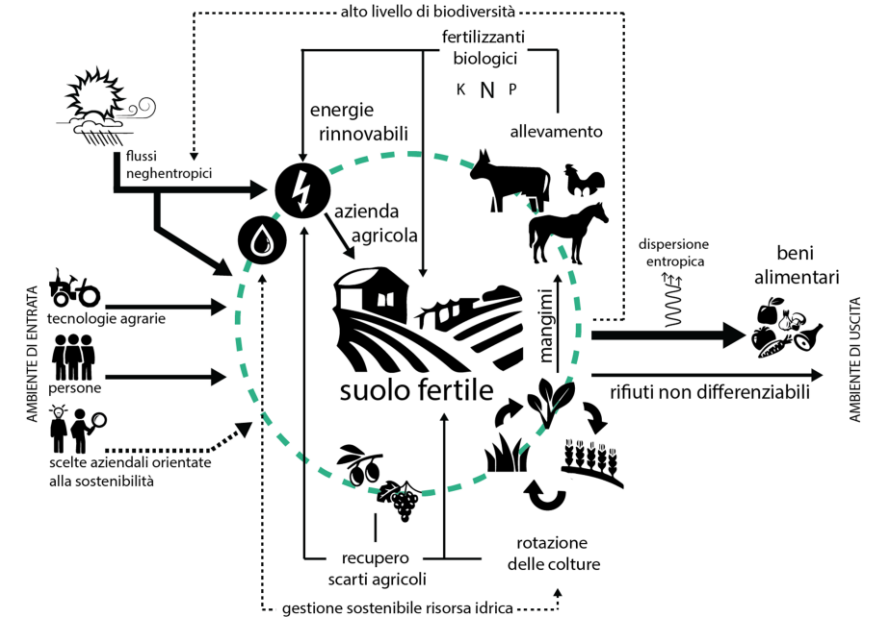 alto livello di biodiversità
fertilizzanti
biologici
K N P
energie
rinnovabili
allevamento
flussi
neghentropici
azienda
agricola
dispersione
entropica
beni
alimentari
AMBIENTE DI ENTRATA
tecnologie agrarie
mangimi
AMBIENTE DI USCITA
persone
suolo fertile
rifiuti non differenziabili
scelte aziendali orientate
alla sostenibilità
recupero
scarti agricoli
rotazione
delle colture
gestione sostenibile risorsa idrica